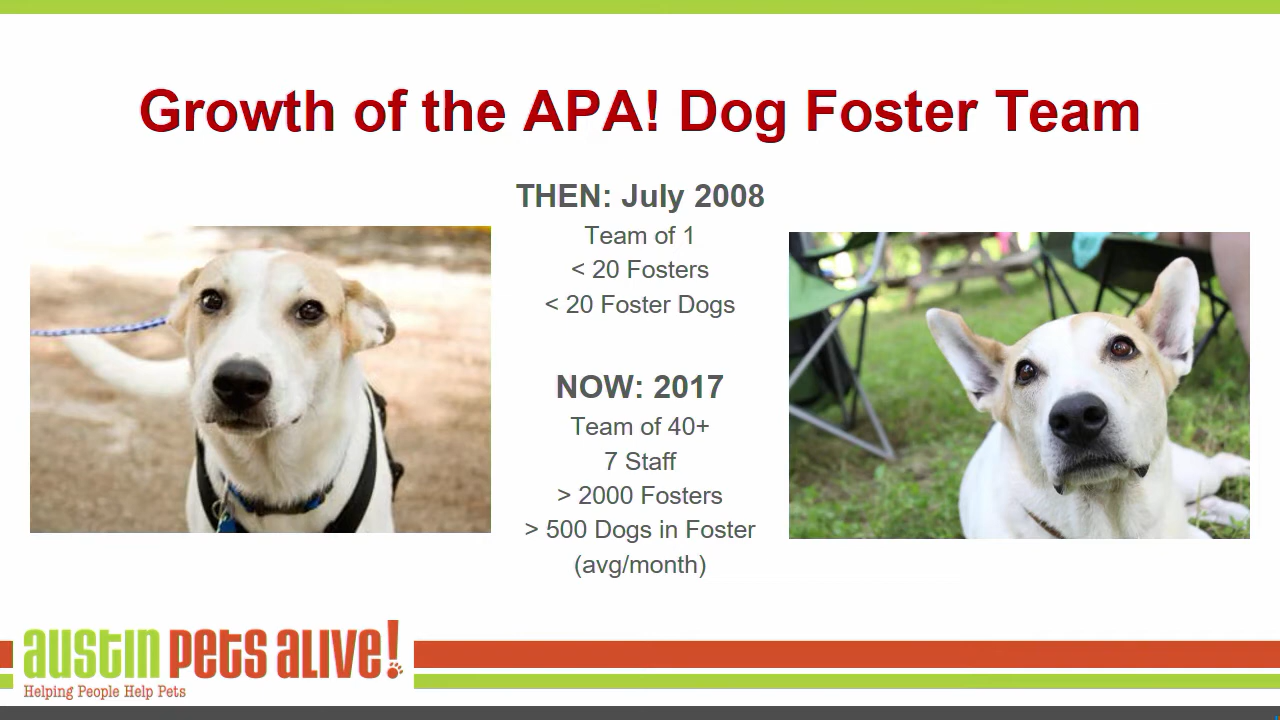 Growth of the APA! Dog Foster Team
THEN: July 2008
Team of 1
< 20 Fosters
< 20 Foster Dogs
NOW: 2017
Team of 40+
7 Staff
> 2000 Fosters
> 500 Dogs in Foster
(avg/month)
austin pets alive!
Helping People Help Pets